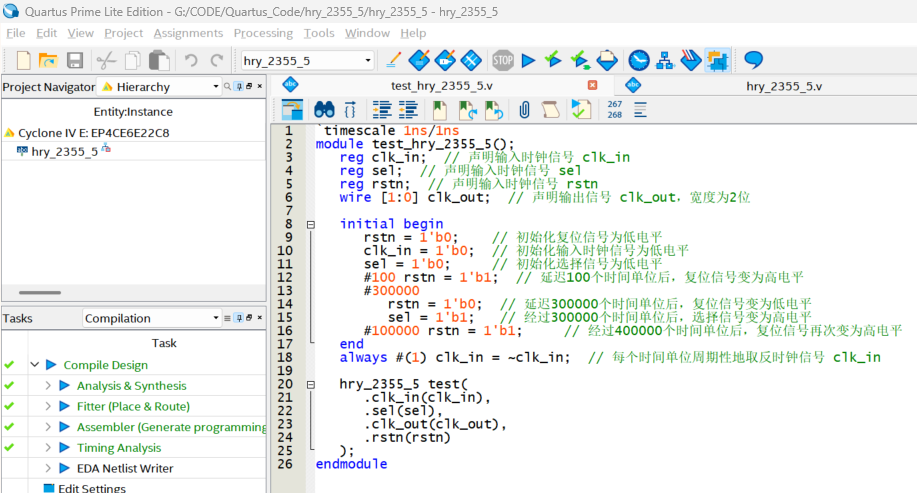 Quartus Prime Lite Edition - G:/CODE/Quartus_Code/hry_2355_5/hry_2355_5 - hry_2355_5
File Edit View Project Assignments Processing Tools Window Help
hry_2355_5
STOP
Project Navigator Hierarchy
test_hry_2355_5.v
hry_2355_5.v
Entity:Instance
Cyclone IV E: EP4CE6E22C8
hry_2355_5
267
268
1 `timescale 1ns/1ns
2 module test_hry_2355_5();
3 reg clk_in; // 声明输入时钟信号 clk_in
4 reg sel; // 声明输入时钟信号 sel
5 reg rstn; // 声明输入时钟信号 rstn
6 wire [1:0] clk_out; // 声明输出信号 clk_out，宽度为2位
7
8 initial begin
9 rstn = 1'b0; // 初始化复位信号为低电平
10 clk_in = 1'b0; // 初始化输入时钟信号为低电平
11 sel = 1'b0; // 初始化选择信号为低电平
12 #100 rstn = 1'b1; // 延迟100个时间单位后，复位信号变为高电平
13 #300000
14 rstn = 1'b0; // 延迟300000个时间单位后，复位信号变为低电平
15 sel = 1'b1; // 经过300000个时间单位后，选择信号变为高电平
16 #100000 rstn = 1'b1; // 经过400000个时间单位后，复位信号再次变为高电平
17 end
18 always #(1) clk_in = ~clk_in; // 每个时间单位周期性地取反时钟信号 clk_in
19
20 hry_2355_5 test(
21 .clk_in(clk_in),
22 .sel(sel),
23 .clk_out(clk_out),
24 .rstn(rstn)
25 );
26 endmodule
Tasks Compilation
Task
Compile Design
Analysis & Synthesis
Fitter (Place & Route)
Assembler (Generate programming
Timing Analysis
EDA Netlist Writer
Edit Settings